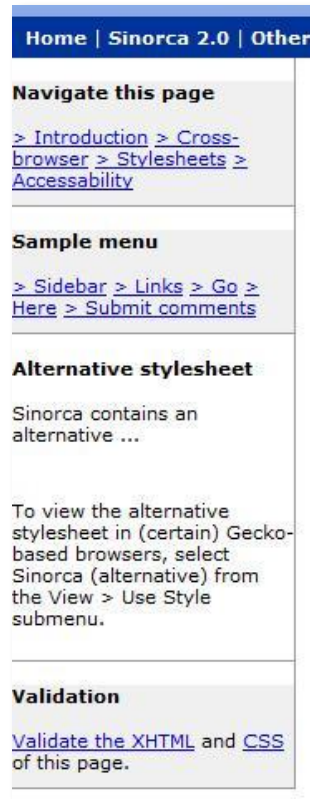 Home | Sinorca 2.0 | Other
Navigate this page
> Introduction > Cross-
browser > Stylesheets >
Accessability
Sample menu
> Sidebar > Links > Go >
Here > Submit comments
Alternative stylesheet
Sinorca contains an
alternative ...
To view the alternative
stylesheet in (certain) Gecko-
based browsers, select
Sinorca (alternative) from
the View > Use Style
submenu.
Validation
Validate the XHTML and CSS
of this page.